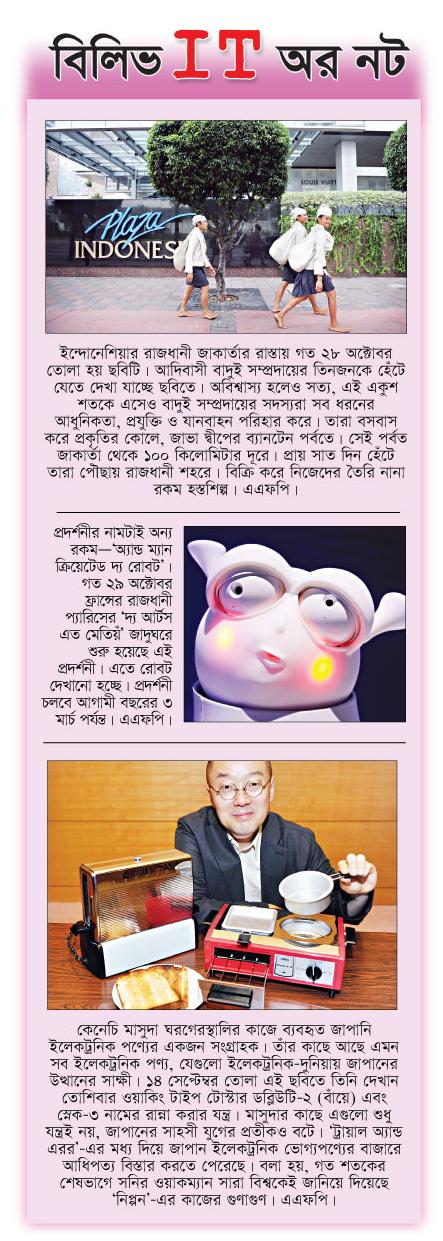 বিলিভ IT অর নট
LOUIS VUITT
Plaza
INDONESI
ইন্দোনেশিয়ার রাজধানী জাকার্তার রাস্তায় গত ২৮ অক্টোবর
তোলা হয় ছবিটি। আদিবাসী বাদুই সম্প্রদায়ের তিনজনকে হেঁটে
যেতে দেখা যাচ্ছে ছবিতে। অবিশ্বাস্য হলেও সত্য, এই একুশ
শতকে এসেও বাদুই সম্প্রদায়ের সদস্যরা সব ধরনের
আধুনিকতা, প্রযুক্তি ও যানবাহন পরিহার করে। তারা বসবাস
করে প্রকৃতির কোলে, জাভা দ্বীপের ব্যানটেন পর্বতে। সেই পর্বত
জাকার্তা থেকে ১০০ কিলোমিটার দূরে। প্রায় সাত দিন হেঁটে
তারা পৌছায় রাজধানী শহরে। বিক্রি করে নিজেদের তৈরি নানা
রকম হস্তশিল্প। এএফপি।
প্রদর্শনীর নামটাই অন্য
রকম—‘অ্যান্ড ম্যান
ক্রিয়েটেড দ্য রোবট’।
গত ২৯ অক্টোবর
ফ্রান্সের রাজধানী
প্যারিসের ‘দ্য আর্টস
এত মেতিয়ঁ’ জাদুঘরে
শুরু হয়েছে এই
প্রদর্শনী। এতে রোবট
দেখানো হচ্ছে। প্রদর্শনী
চলবে আগামী বছরের ৩
মার্চ পর্যন্ত। এএফপি।
কেনেচি মাসুদা ঘরগেরস্থালির কাজে ব্যবহৃত জাপানি
ইলেকট্রনিক পণ্যের একজন সংগ্রাহক। তাঁর কাছে আছে এমন
সব ইলেকট্রনিক পণ্য, যেগুলো ইলেকট্রনিক-দুনিয়ায় জাপানের
উত্থানের সাক্ষী। ১৪ সেপ্টেম্বর তোলা এই ছবিতে তিনি দেখান
তোশিবার ওয়াকিং টাইপ টোস্টার ডব্লিউটি-২ (বাঁয়ে) এবং
স্নেক-৩ নামের রান্না করার যন্ত্র। মাসুদার কাছে এগুলো শুধু
যন্ত্রই নয়, জাপানের সাহসী যুগের প্রতীকও বটে। ‘ট্রায়াল অ্যান্ড
এরর’-এর মধ্য দিয়ে জাপান ইলেকট্রনিক ভোগ্যপণ্যের বাজারে
আধিপত্য বিস্তার করতে পেরেছে। বলা হয়, গত শতকের
শেষভাগে সনির ওয়াকম্যান সারা বিশ্বকেই জানিয়ে দিয়েছে
‘নিপ্পন’-এর কাজের গুণাগুণ। এএফপি।